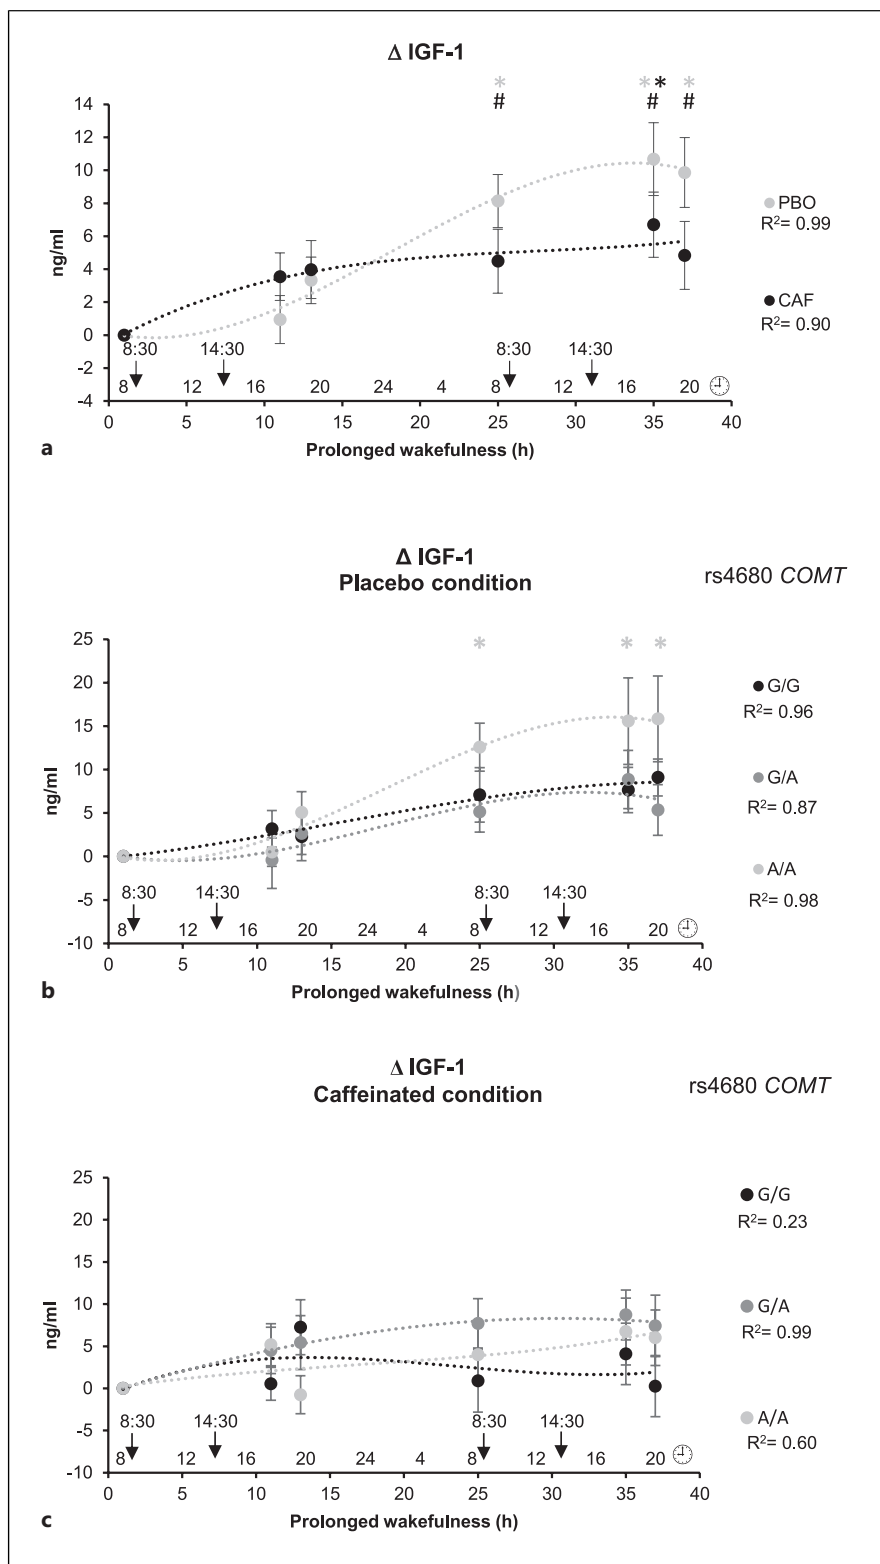 Δ IGF-1
* * * *
# # #
14
12
10
8
6
4
2
0
-2
-4
ng/ml
PBO
R²= 0.99
CAF
R²= 0.90
8:30 14:30 8:30 14:30
8 12 16 20 24 4 8 12 16 20
0 5 10 15 20 25 30 35 40
a
Prolonged wakefulness (h)
Δ IGF-1
Placebo condition
rs4680 COMT
* * *
25
20
15
10
5
0
-5
-10
ng/ml
G/G
R²= 0.96
G/A
R²= 0.87
A/A
R²= 0.98
8:30 14:30 8:30 14:30
8 12 16 20 24 4 8 12 16 20
0 5 10 15 20 25 30 35 40
b
Prolonged wakefulness (h)
Δ IGF-1
Caffeinated condition
rs4680 COMT
25
20
15
10
5
0
-5
-10
ng/ml
G/G
R²= 0.23
G/A
R²= 0.99
A/A
R²= 0.60
8:30 14:30 8:30 14:30
8 12 16 20 24 4 8 12 16 20
0 5 10 15 20 25 30 35 40
c
Prolonged wakefulness (h)